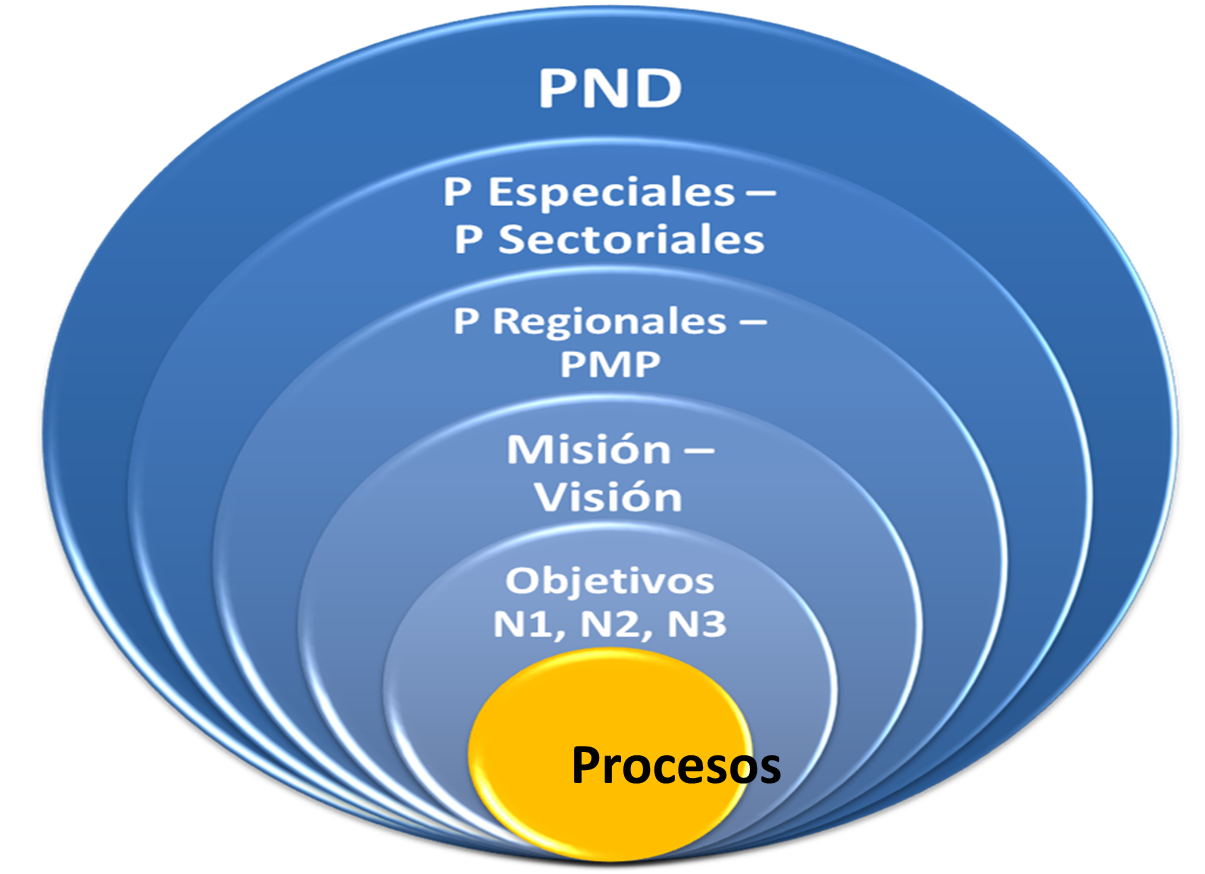 PND
P Especiales –
P Sectoriales
P Regionales –
PMP
Misión –
Visión
Objetivos
N1, N2, N3
Procesos